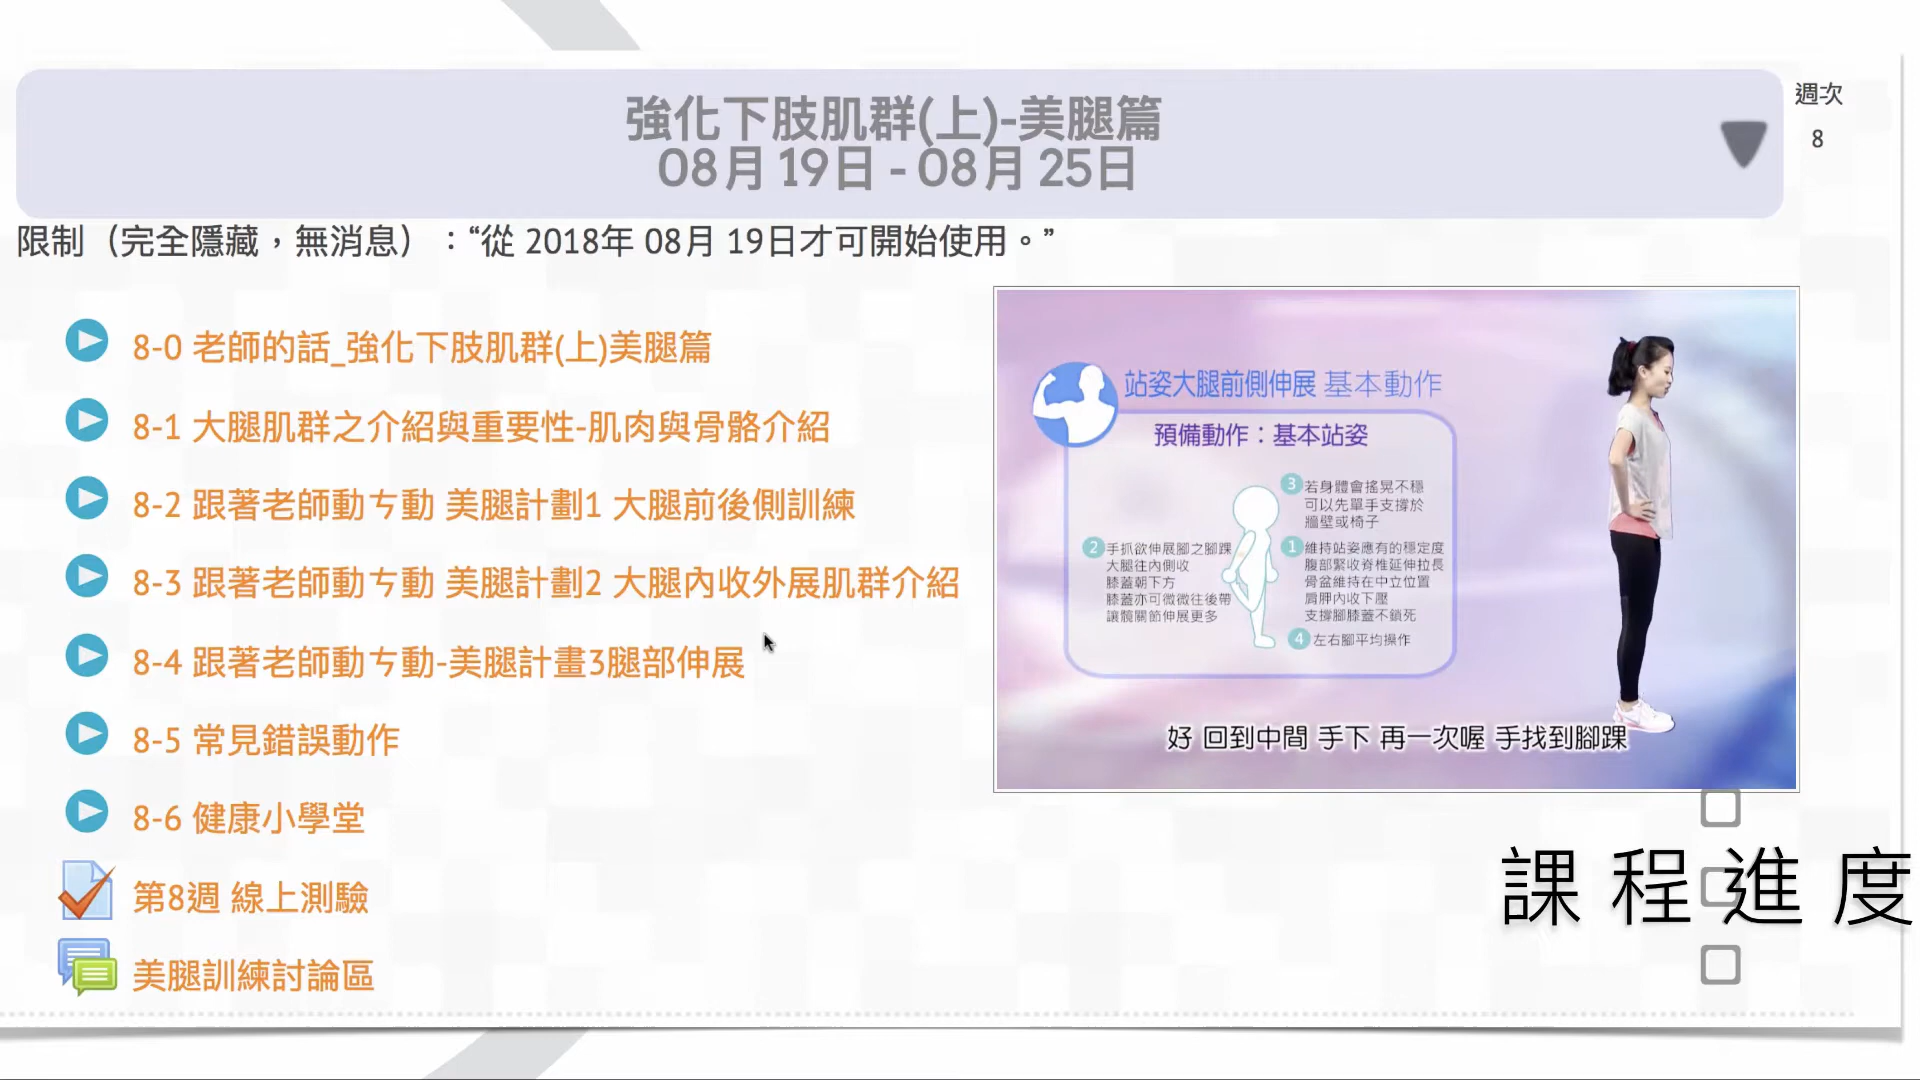 強化下肢肌群(上)-美腿篇
08月 19日 - 08月 25日
週次
8
限制（完全隱藏，無消息）：“從 2018年 08月 19日才可開始使用。”
8-0 老師的話_強化下肢肌群(上)美腿篇
8-1 大腿肌群之介紹與重要性-肌肉與骨骼介紹
8-2 跟著老師動ㄘ動 美腿計劃1 大腿前後側訓練
8-3 跟著老師動ㄘ動 美腿計劃2 大腿內收外展肌群介紹
8-4 跟著老師動ㄘ動-美腿計畫3腿部伸展
8-5 常見錯誤動作
8-6 健康小學堂
第8週 線上測驗
美腿訓練討論區
站姿大腿前側伸展 基本動作
預備動作：基本站姿
3 若身體會搖晃不穩
可以先單手支撐於
牆壁或椅子
2 手抓欲伸展腳之腳踝
大腿往內側收
膝蓋朝下方
膝蓋亦可微微往後帶
讓髖關節伸展更多
1 維持站姿應有的穩定度
腹部緊收脊椎延伸拉長
骨盆維持在中立位置
肩胛內收下壓
支撐腳膝蓋不鎖死
4 左右腳平均操作
好 回到中間 手下 再一次喔 手找到腳踝
課程進度